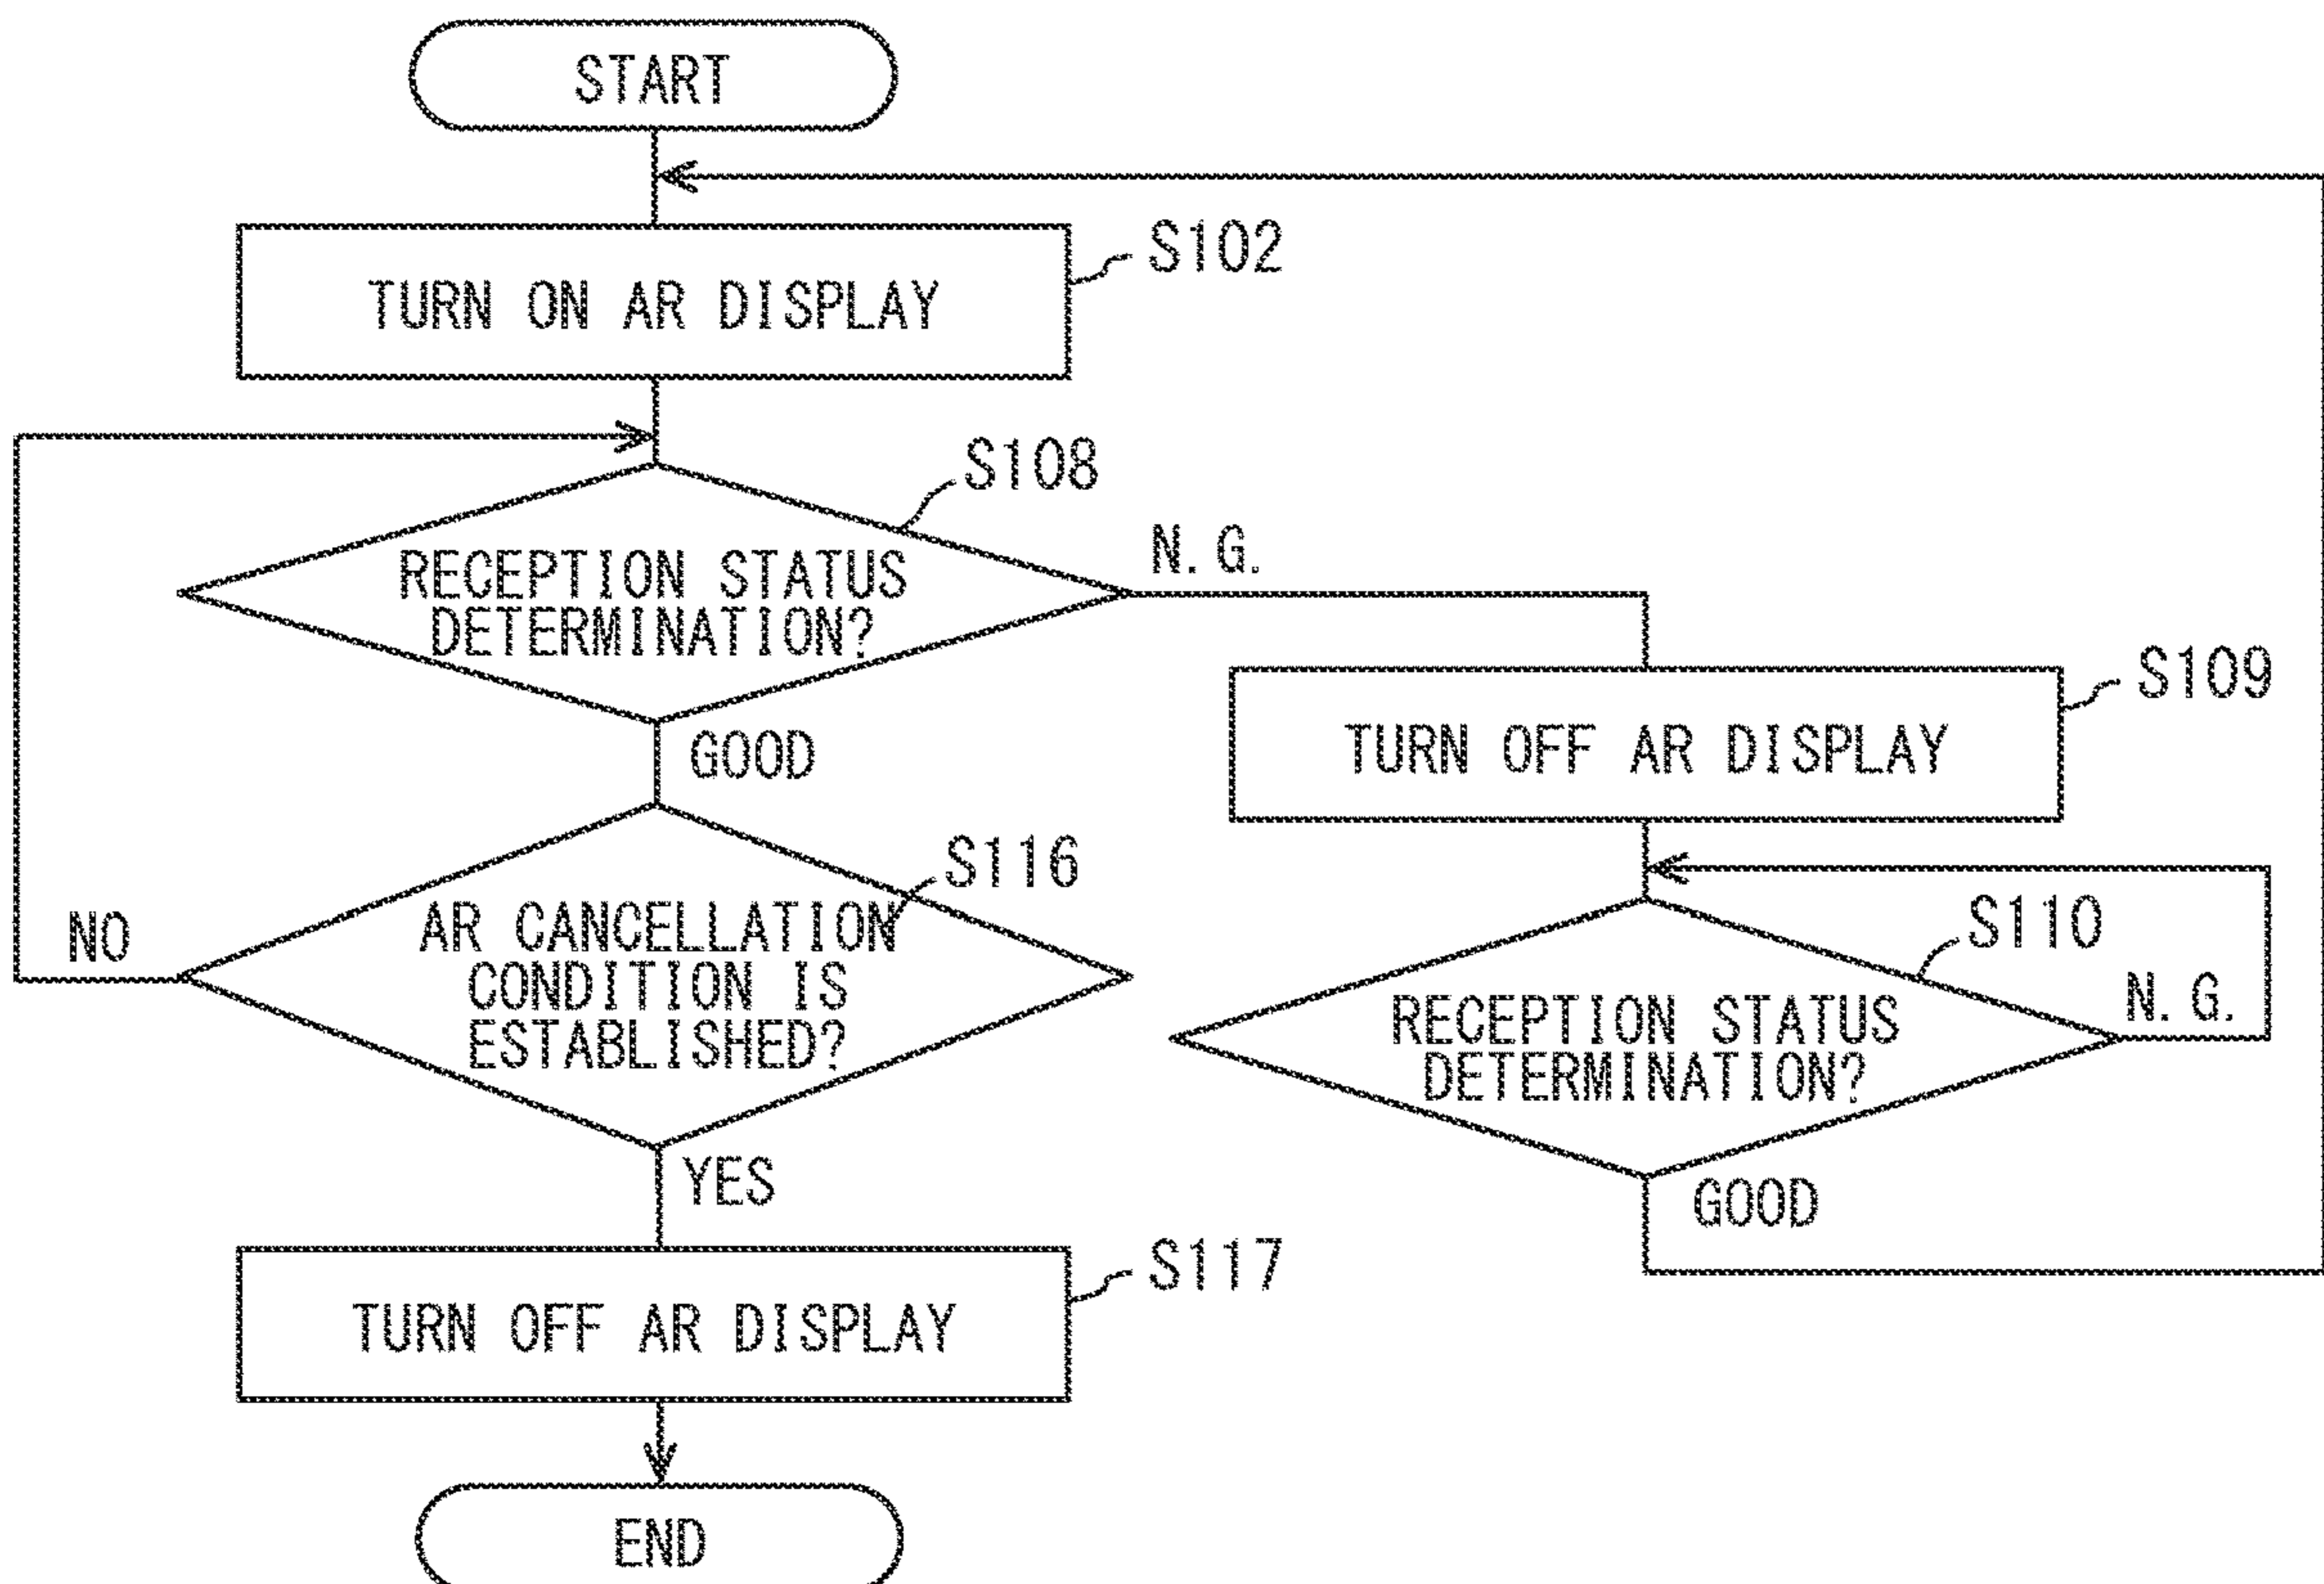 START
S102
TURN ON AR DISPLAY
S108
N.G.
RECEPTION STATUS
DETERMINATION?
S109
TURN OFF AR DISPLAY
GOOD
S116
AR CANCELLATION
CONDITION IS
ESTABLISHED?
NO
S110
N.G.
RECEPTION STATUS
DETERMINATION?
YES
GOOD
S117
TURN OFF AR DISPLAY
END